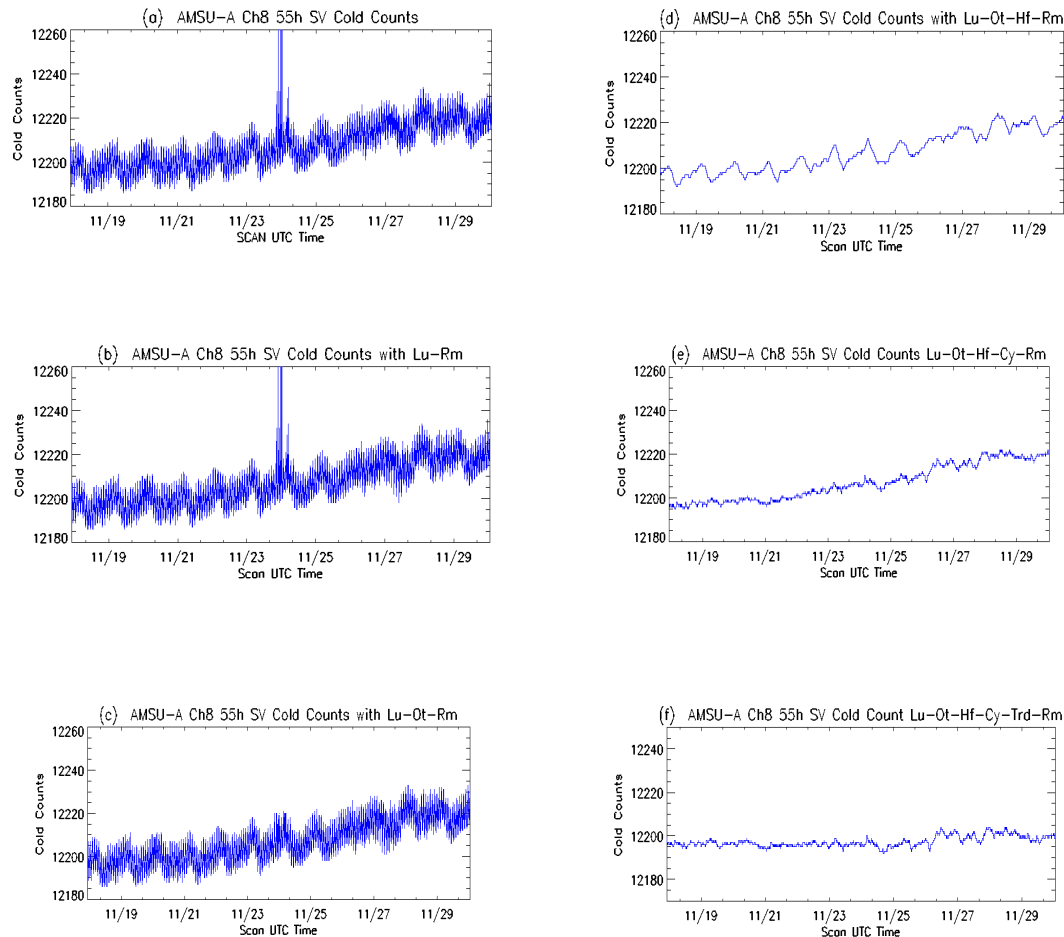 (a) AMSU-A Ch8 55h SV Cold Counts
12260
12240
12220
12200
12180
Cold Counts
11/19 11/21 11/23 11/25 11/27 11/29
SCAN UTC Time
(d) AMSU-A Ch8 55h SV Cold Counts with Lu-Ot-Hf-Rm
12260
12240
12220
12200
12180
Cold Counts
11/19 11/21 11/23 11/25 11/27 11/29
Scan UTC Time
(b) AMSU-A Ch8 55h SV Cold Counts with Lu-Rm
12260
12240
12220
12200
12180
Cold Counts
11/19 11/21 11/23 11/25 11/27 11/29
Scan UTC Time
(e) AMSU-A Ch8 55h SV Cold Counts Lu-Ot-Hf-Cy-Rm
12260
12240
12220
12200
12180
Cold Counts
11/19 11/21 11/23 11/25 11/27 11/29
Scan UTC Time
(c) AMSU-A Ch8 55h SV Cold Counts with Lu-Ot-Rm
12260
12240
12220
12200
12180
Cold Counts
11/19 11/21 11/23 11/25 11/27 11/29
Scan UTC Time
(f) AMSU-A Ch8 55h SV Cold Count Lu-Ot-Hf-Cy-Trd-Rm
12240
12220
12200
12180
Cold Counts
11/19 11/21 11/23 11/25 11/27 11/29
Scan UTC Time